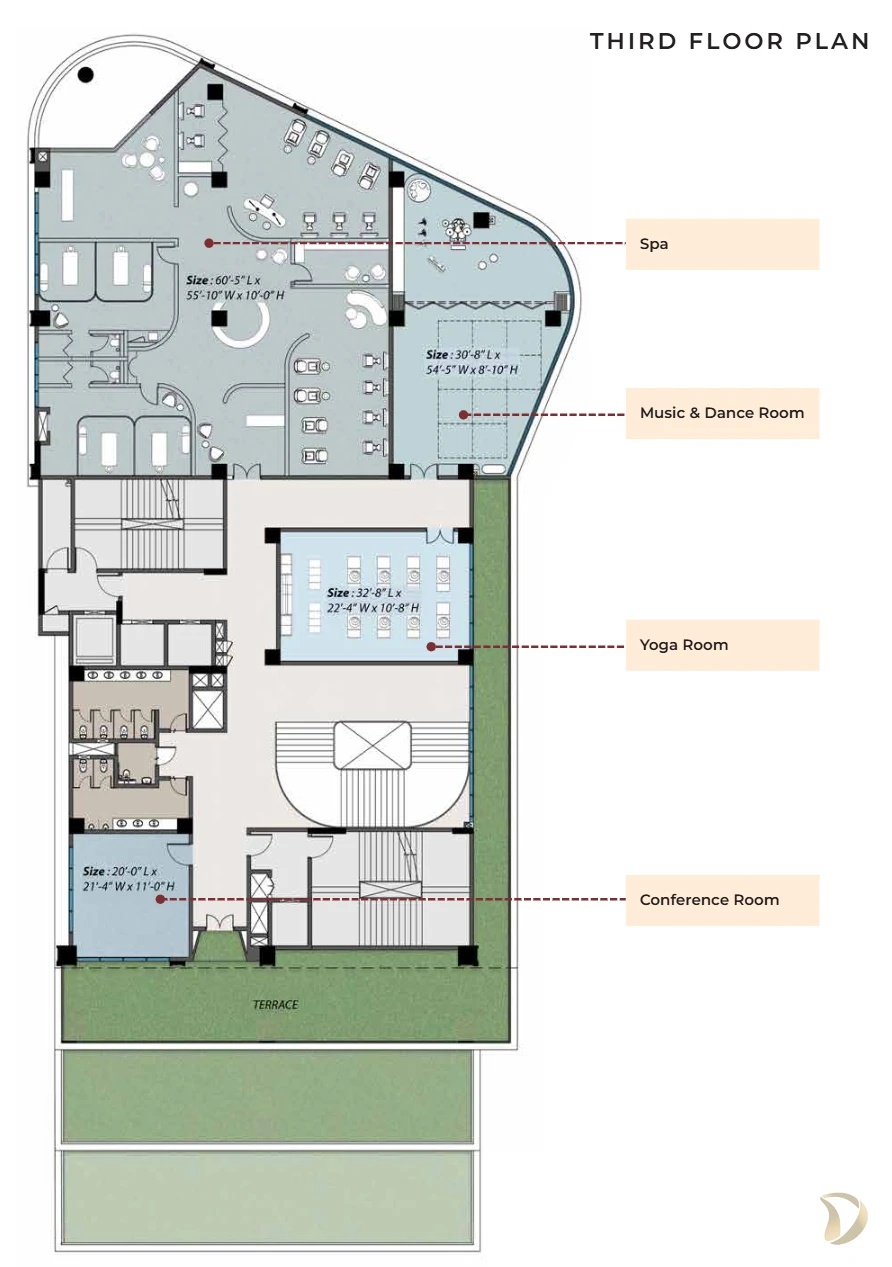 THIRD FLOOR PLAN
Spa
Size : 60'-5" L x
55'-10" W x 10'-0" H
Size : 30'-8" L x
54'-5" W x 8'-10" H
Music & Dance Room
Size : 32'-8" L x
22'-4" W x 10'-8" H
Yoga Room
Size : 20'-0" L x
21'-4" W x 11'-0" H
Conference Room
TERRACE